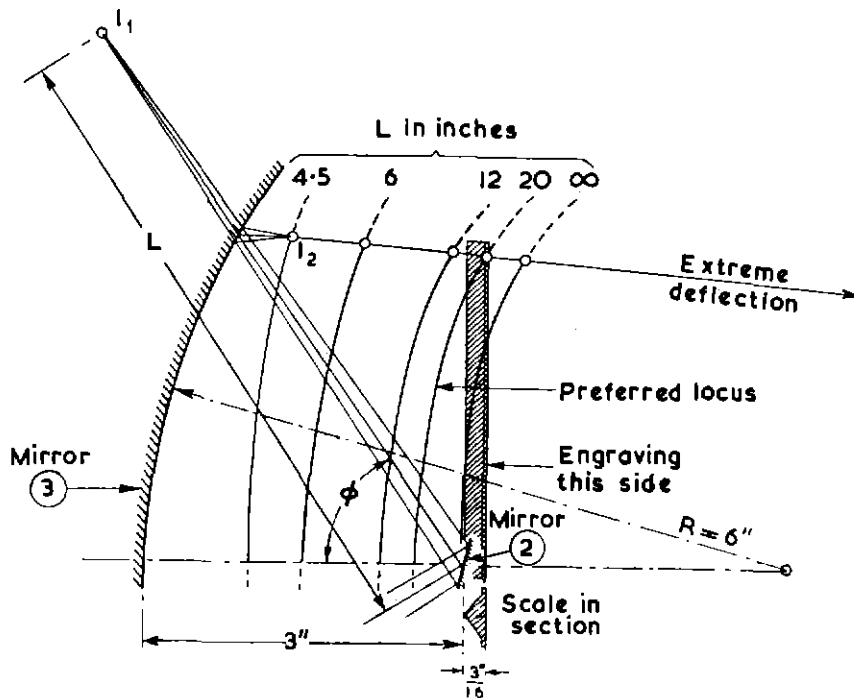 I₁
L in inches
4·5 6 12 20 ∞
L
I₂
Extreme
deflection
Preferred locus
Mirror
3
Engraving
this side
ϕ
Mirror
2
R = 6"
Scale in
section
3"
3"
16